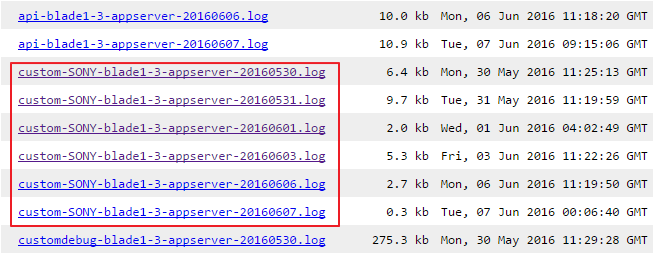 api-blade1-3-appserver-20160606.log 10.0 kb Mon, 06 Jun 2016 11:18:20 GMT
api-blade1-3-appserver-20160607.log 10.9 kb Tue, 07 Jun 2016 09:15:06 GMT
custom-SONY-blade1-3-appserver-20160530.log 6.4 kb Mon, 30 May 2016 11:25:13 GMT
custom-SONY-blade1-3-appserver-20160531.log 9.7 kb Tue, 31 May 2016 11:19:59 GMT
custom-SONY-blade1-3-appserver-20160601.log 2.0 kb Wed, 01 Jun 2016 04:02:49 GMT
custom-SONY-blade1-3-appserver-20160603.log 5.3 kb Fri, 03 Jun 2016 11:22:26 GMT
custom-SONY-blade1-3-appserver-20160606.log 2.7 kb Mon, 06 Jun 2016 11:19:50 GMT
custom-SONY-blade1-3-appserver-20160607.log 0.3 kb Tue, 07 Jun 2016 00:06:40 GMT
customdebug-blade1-3-appserver-20160530.log 275.3 kb Mon, 30 May 2016 11:29:28 GMT